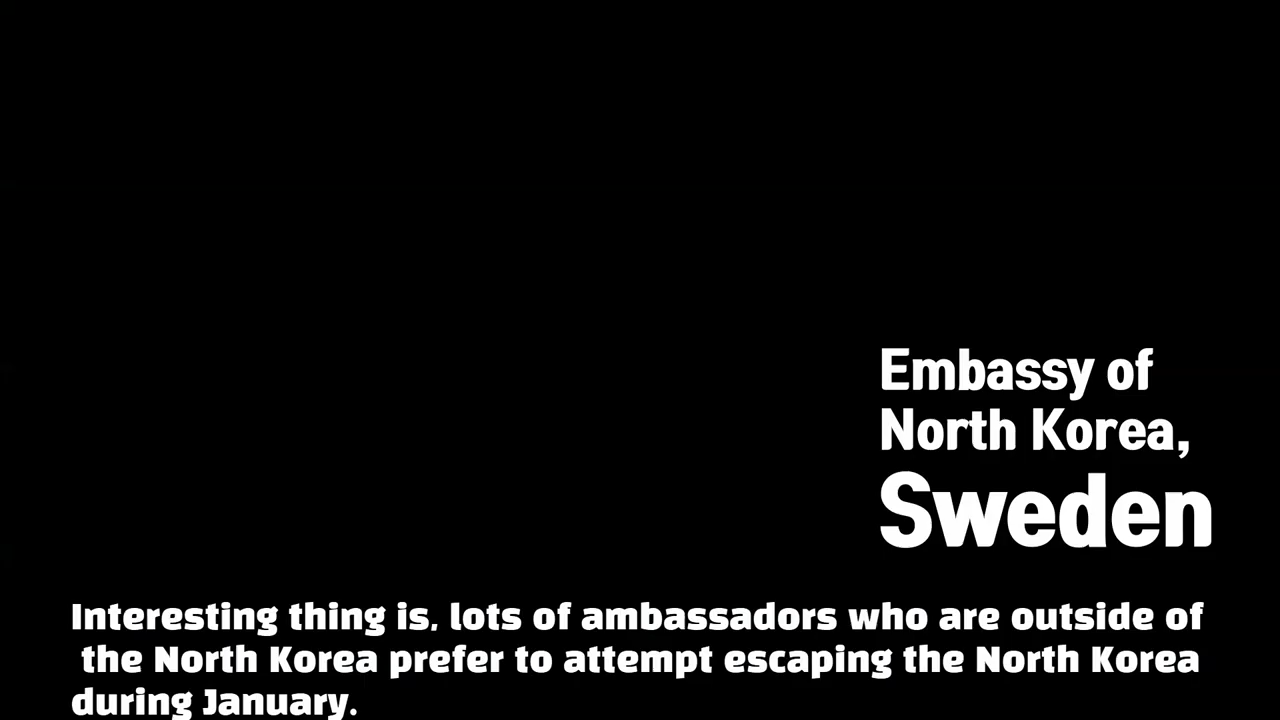 Embassy of
North Korea,
Sweden
Interesting thing is, lots of ambassadors who are outside of
the North Korea prefer to attempt escaping the North Korea
during January.